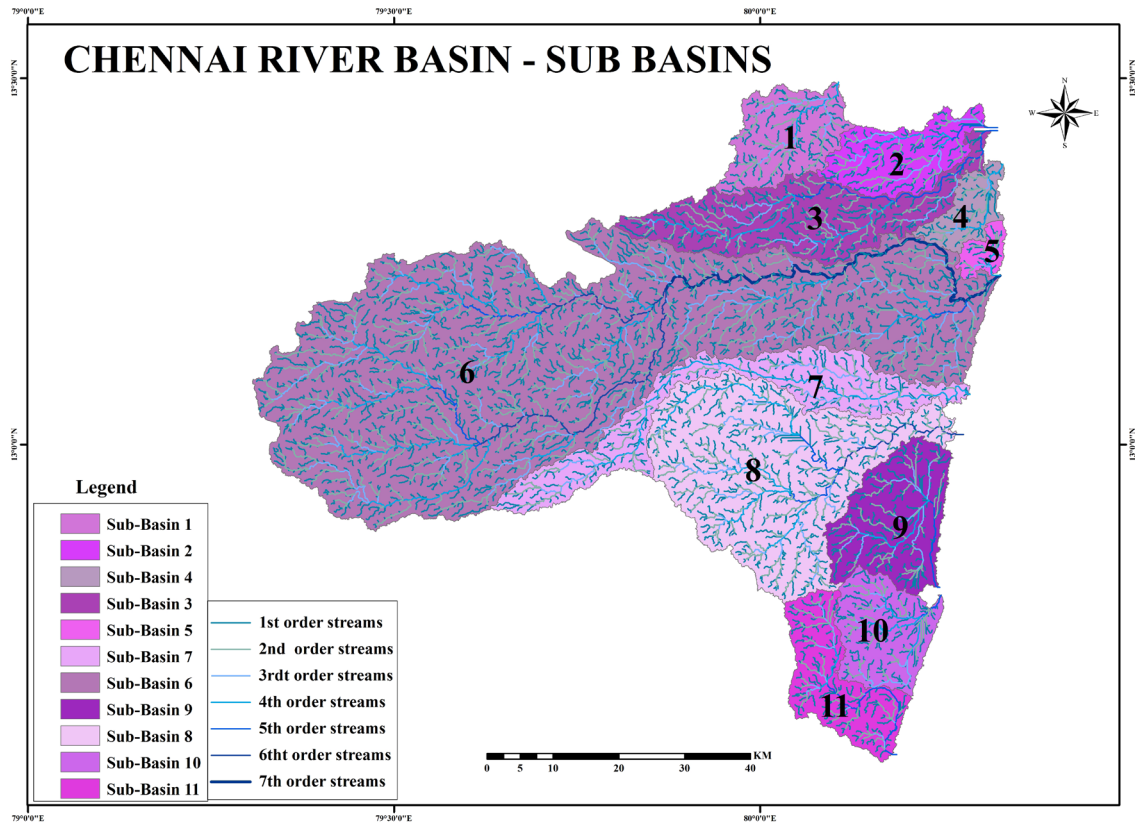 79°0'0"E
79°30'0"E
80°0'0"E
CHENNAI RIVER BASIN - SUB BASINS
13°30'0"N
13°30'0"N
N
W
E
S
1
2
3
4
5
6
7
8
9
10
11
13°0'0"N
13°0'0"N
Legend
Sub-Basin 1
Sub-Basin 2
Sub-Basin 4
Sub-Basin 3
Sub-Basin 5
Sub-Basin 7
Sub-Basin 6
Sub-Basin 9
Sub-Basin 8
Sub-Basin 10
Sub-Basin 11
1st order streams
2nd order streams
3rdt order streams
4th order streams
5th order streams
6tht order streams
7th order streams
KM
0 5 10 20 30 40
79°0'0"E
79°30'0"E
80°0'0"E